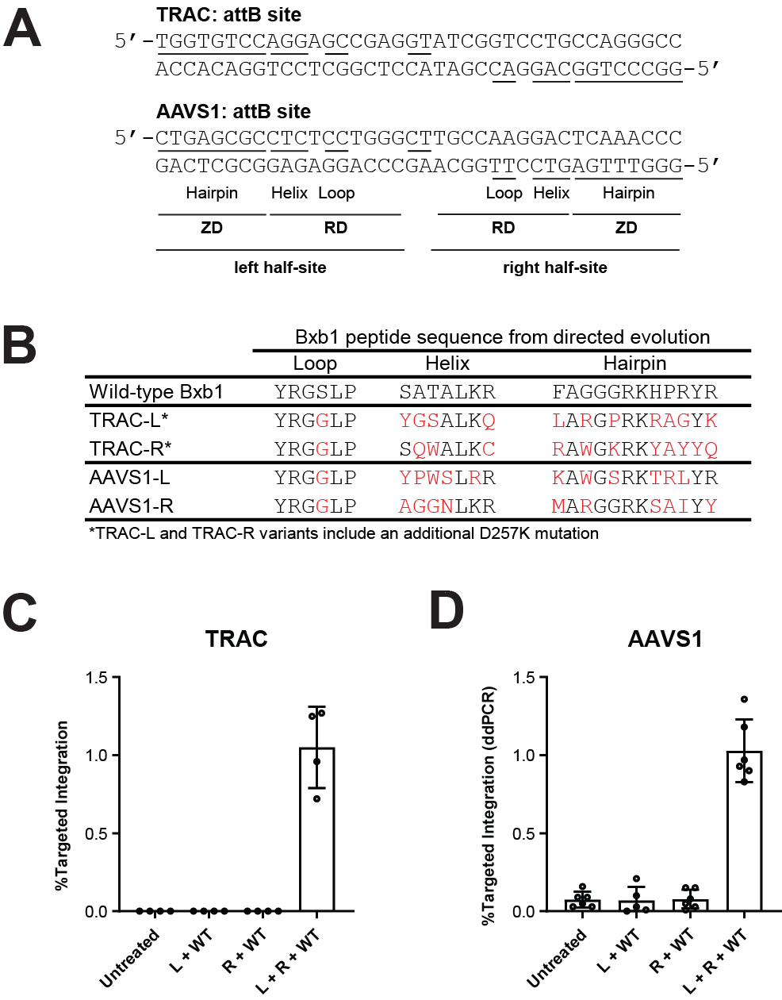 A
TRAC: attB site
5’-TGGTGTCCAGGAGCCGAGGTATCGGTCCTGCCAGGGCC
ACCACAGGTCCTCGGCTCCATAGCCAGGACGGTCCCGG-5’
AAVS1: attB site
5’-CTGAGCGCCTCTCCTGGGCTTGCCAAGGACTCAAACCC
GACTCGCGGAGAGGACCCGAACGGTTCCTGAGTTTGGG-5’
Hairpin Helix Loop Loop Helix Hairpin
ZD RD RD ZD
left half-site right half-site
B
Bxb1 peptide sequence from directed evolution
Loop Helix Hairpin
Wild-type Bxb1 YRGSLP SATALKR FAGGGRKHPRYR
TRAC-L* YRGGLP YGSALKQ LARGPRKRAGYK
TRAC-R* YRGGLP SQWALKC RAWGKRKYAYYQ
AAVS1-L YRGGLP YPWSLRR KAWGSRKTRLYR
AAVS1-R YRGGLP AGGNLKR MARGGRKSAIYY
*TRAC-L and TRAC-R variants include an additional D257K mutation
C
TRAC
%Targeted Integration
1.5
1.0
0.5
0.0
Untreated
L + WT
R + WT
L + R + WT
D
AAVS1
%Targeted Integration (ddPCR)
1.5
1.0
0.5
0.0
Untreated
L + WT
R + WT
L + R + WT